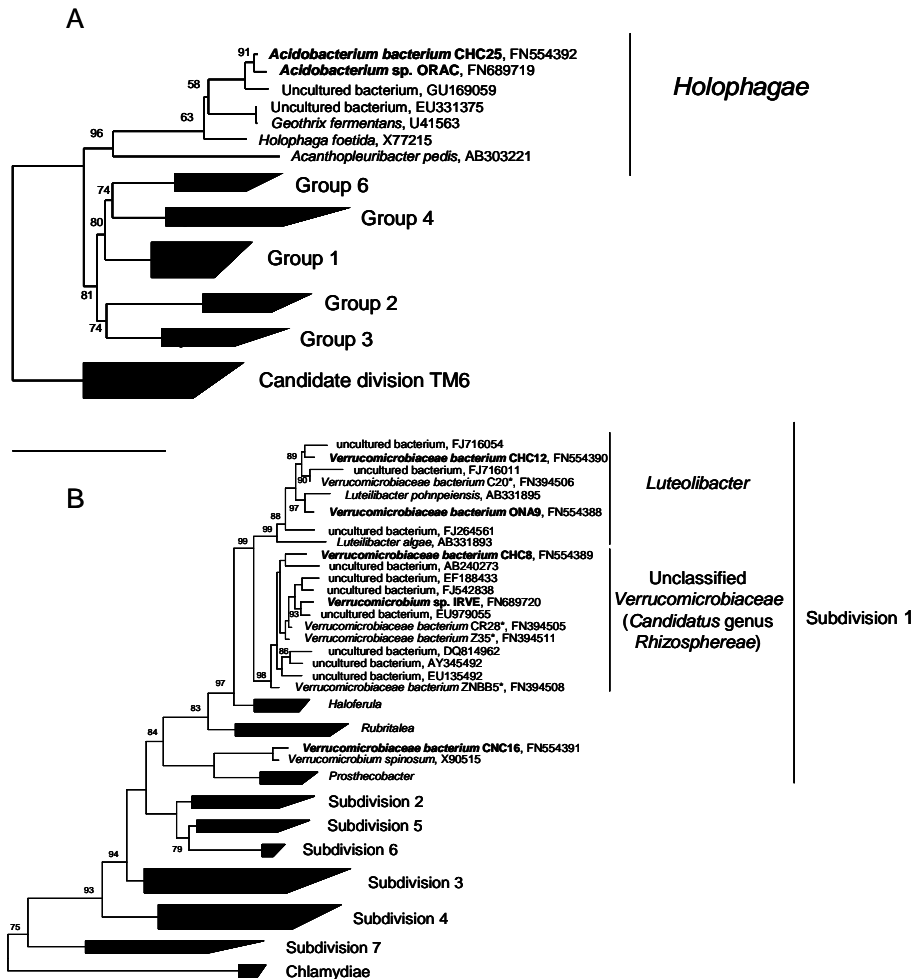 A
91
Acidobacterium bacterium CHC25, FN554392
Acidobacterium sp. ORAC, FN689719
58
Uncultured bacterium, GU169059
Uncultured bacterium, EU331375
63
Geothrix fermentans, U41563
96
Holophaga foetida, X77215
Acanthopleuribacter pedis, AB303221
Holophagae
74
Group 6
80
Group 4
Group 1
81
Group 2
74
Group 3
Candidate division TM6
B
uncultured bacterium, FJ716054
89
Verrucomicrobiaceae bacterium CHC12, FN554390
uncultured bacterium, FJ716011
90
Verrucomicrobiaceae bacterium C20*, FN394506
Luteilibacter pohnpeiensis, AB331895
97
Verrucomicrobiaceae bacterium ONA9, FN554388
88
99
uncultured bacterium, FJ264561
Luteilibacter algae, AB331893
99
Luteolibacter
Verrucomicrobiaceae bacterium CHC8, FN554389
uncultured bacterium, AB240273
uncultured bacterium, EF188433
uncultured bacterium, FJ542838
Verrucomicrobium sp. IRVE, FN689720
93
uncultured bacterium, EU979055
Verrucomicrobiaceae bacterium CR28*, FN394505
Verrucomicrobiaceae bacterium Z35*, FN394511
86
uncultured bacterium, DQ814962
uncultured bacterium, AY345492
98
uncultured bacterium, EU135492
Verrucomicrobiaceae bacterium ZNBB5*, FN394508
Unclassified
Verrucomicrobiaceae
(Candidatus genus
Rhizosphereae)
Subdivision 1
97
Haloferula
83
Rubritalea
84
Verrucomicrobiaceae bacterium CNC16, FN554391
Verrucomicrobium spinosum, X90515
Prosthecobacter
Subdivision 2
Subdivision 5
79
Subdivision 6
94
Subdivision 3
93
Subdivision 4
75
Subdivision 7
Chlamydiae